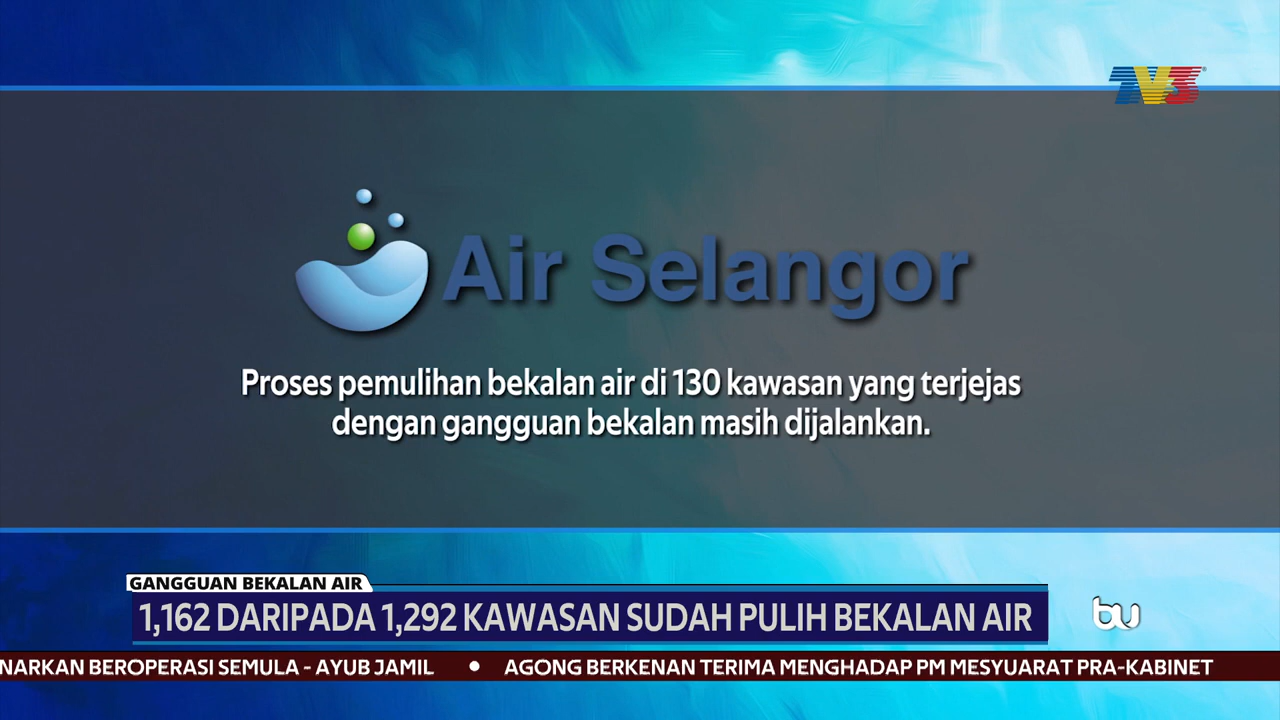 TV3
Air Selangor
Proses pemulihan bekalan air di 130 kawasan yang terjejas
dengan gangguan bekalan masih dijalankan.
GANGGUAN BEKALAN AIR
1,162 DARIPADA 1,292 KAWASAN SUDAH PULIH BEKALAN AIR
bu
NARKAN BEROPERASI SEMULA - AYUB JAMIL • AGONG BERKENAN TERIMA MENGHADAP PM MESYUARAT PRA-KABINET